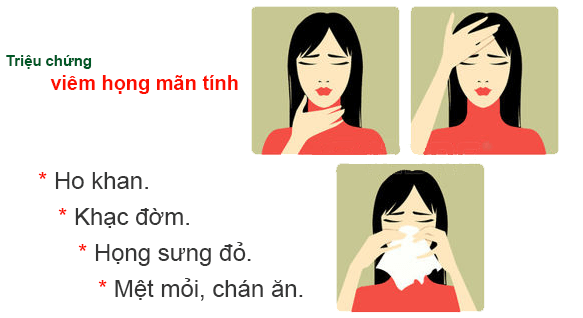 Triệu chứng
viêm họng mãn tính
* Ho khan.
* Khạc đờm.
* Họng sưng đỏ.
* Mệt mỏi, chán ăn.